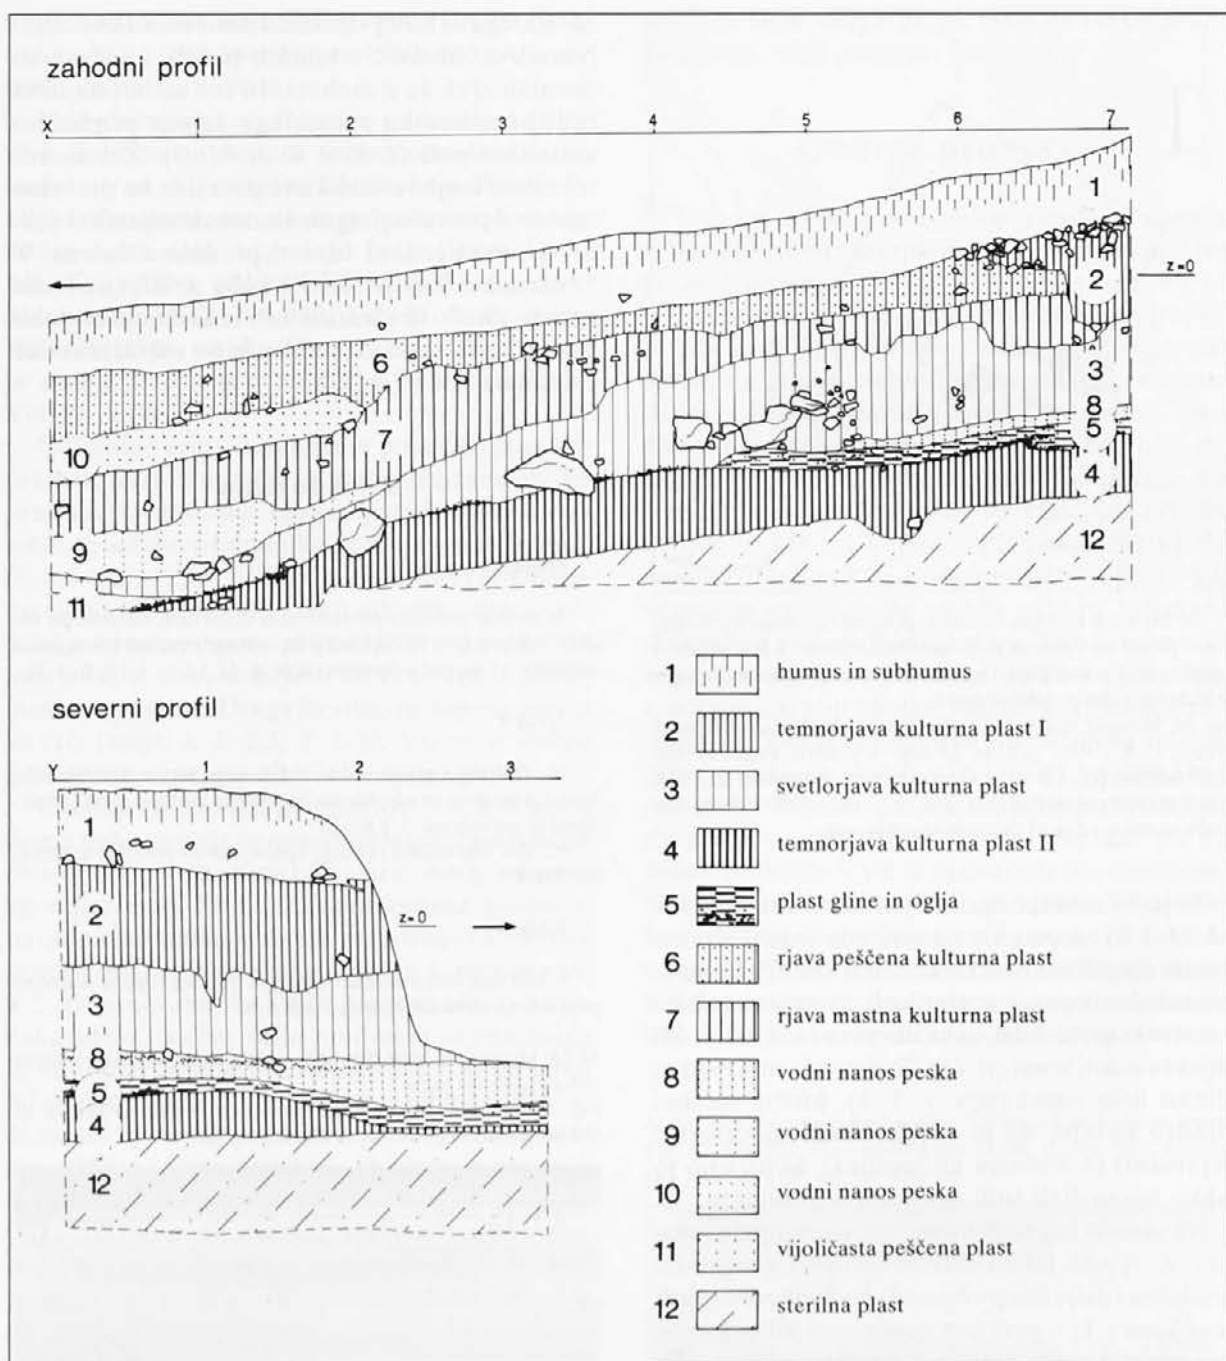 zahodni profil
X 1 2 3 4 5 6 7
1
2
z=0
6
3
7
8
5
10
4
9
12
11
severni profil
Y 1 2 3
1
2
z=0
3
8
5
4
12
1 humus in subhumus
2 temnorjava kulturna plast I
3 svetlorjava kulturna plast
4 temnorjava kulturna plast II
5 plast gline in oglja
6 rjava peščena kulturna plast
7 rjava mastna kulturna plast
8 vodni nanos peska
9 vodni nanos peska
10 vodni nanos peska
11 vijoličasta peščena plast
12 sterilna plast